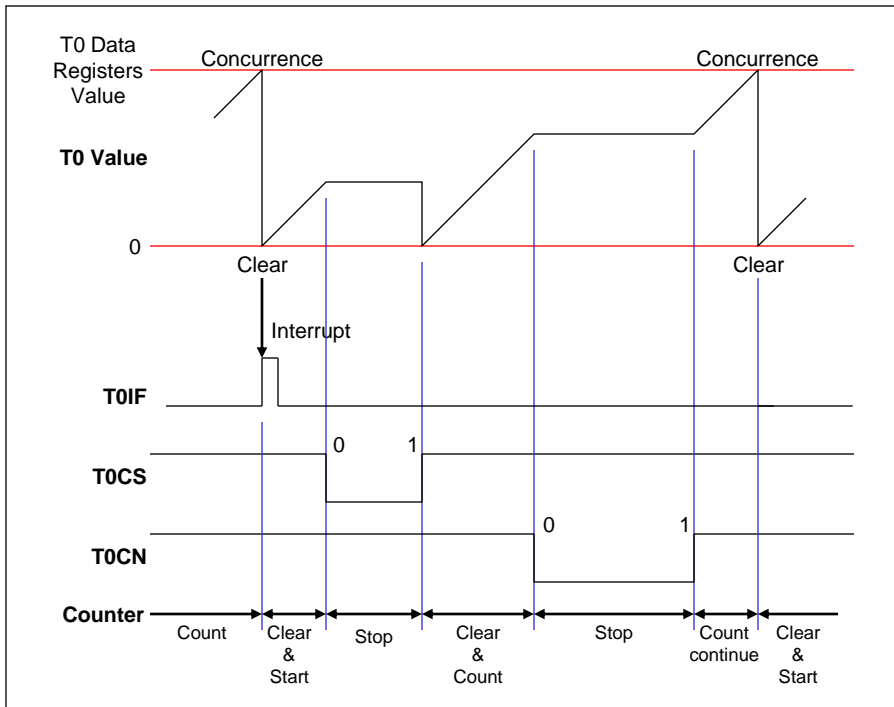 T0 Data
Registers
Value
Concurrence
Concurrence
T0 Value
0
Clear
Clear
Interrupt
T0IF
0
1
T0CS
0
1
T0CN
Counter
Count
Clear
&
Start
Stop
Clear
&
Count
Stop
Count
continue
Clear
&
Start